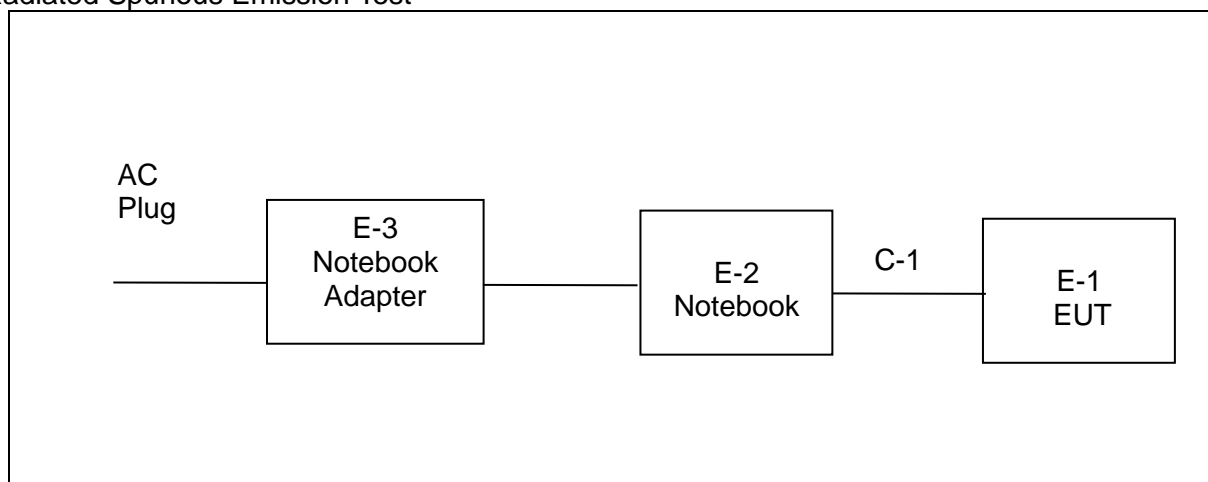 Radiated Spurious Emission Test
AC
Plug
E-3
Notebook
Adapter
E-2
Notebook
C-1
E-1
EUT